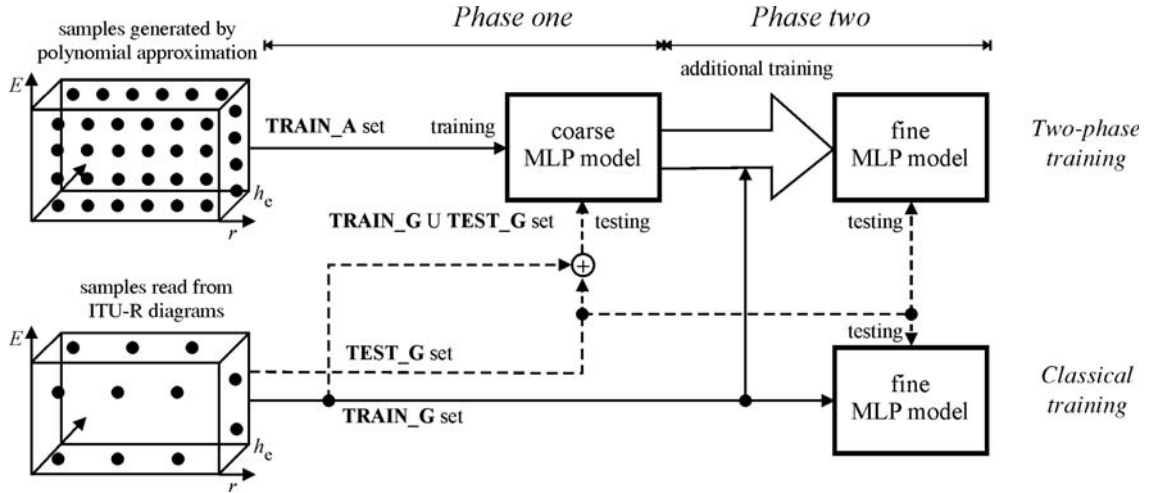 Phase one
Phase two
samples generated by
polynomial approximation
additional training
E
TRAIN_A set
training
coarse
MLP model
fine
MLP model
Two-phase
training
h_e
r
TRAIN_G U TEST_G set
testing
testing
+
samples read from
ITU-R diagrams
E
testing
TEST_G set
fine
MLP model
Classical
training
TRAIN_G set
h_e
r